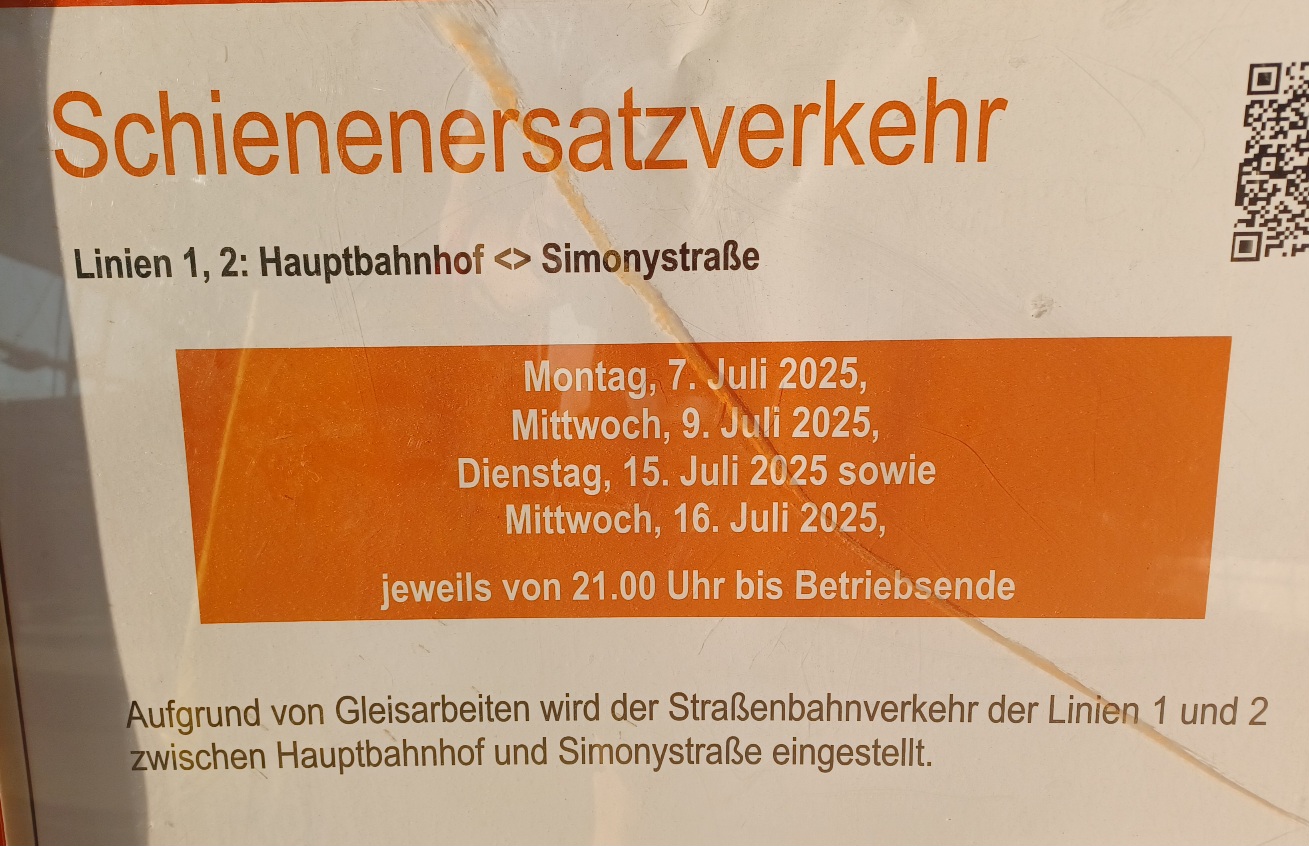 Schienenersatzverkehr
Linien 1, 2: Hauptbahnhof <> Simonystraße
Montag, 7. Juli 2025,
Mittwoch, 9. Juli 2025,
Dienstag, 15. Juli 2025 sowie
Mittwoch, 16. Juli 2025,
jeweils von 21.00 Uhr bis Betriebsende
Aufgrund von Gleisarbeiten wird der Straßenbahnverkehr der Linien 1 und 2
zwischen Hauptbahnhof und Simonystraße eingestellt.